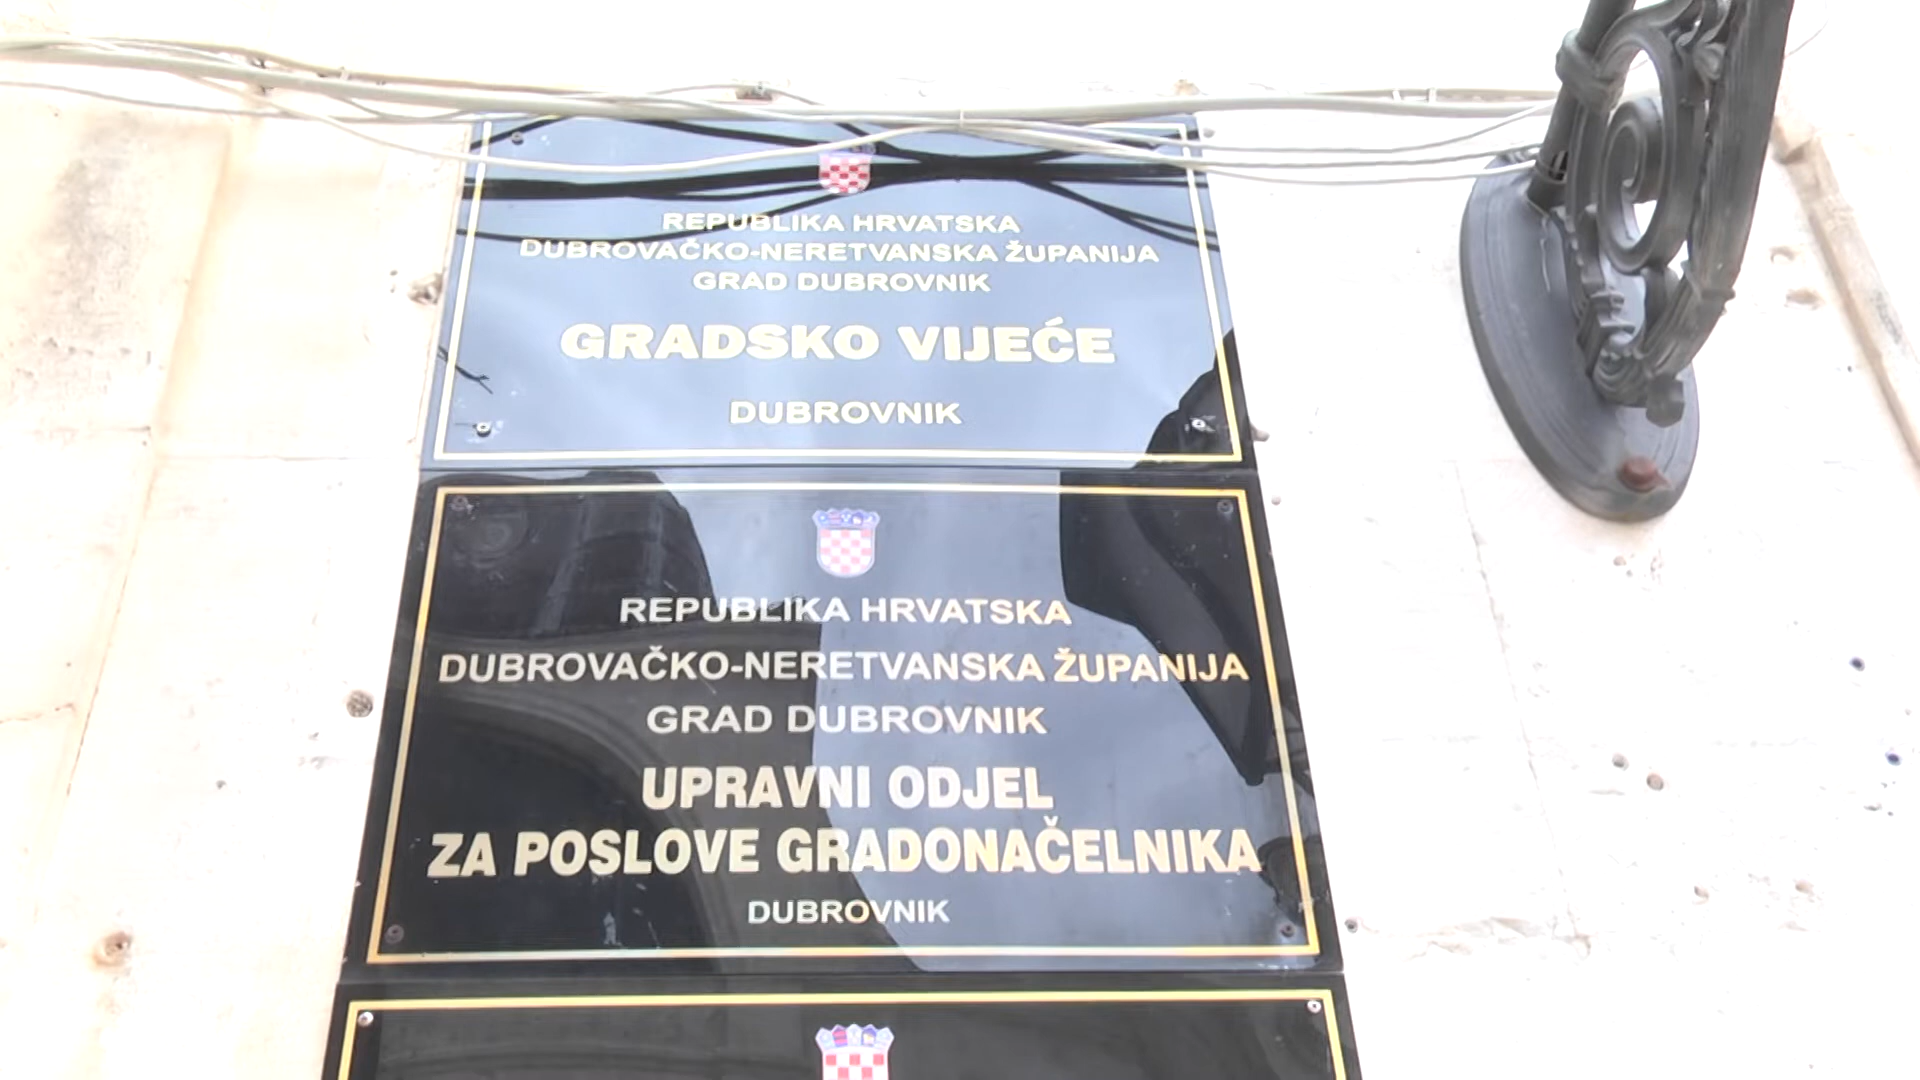 REPUBLIKA HRVATSKA
DUBROVAČKO-NERETVANSKA ŽUPANIJA
GRAD DUBROVNIK
GRADSKO VIJEĆE
DUBROVNIK
REPUBLIKA HRVATSKA
DUBROVAČKO-NERETVANSKA ŽUPANIJA
GRAD DUBROVNIK
UPRAVNI ODJEL
ZA POSLOVE GRADONAČELNIKA
DUBROVNIK